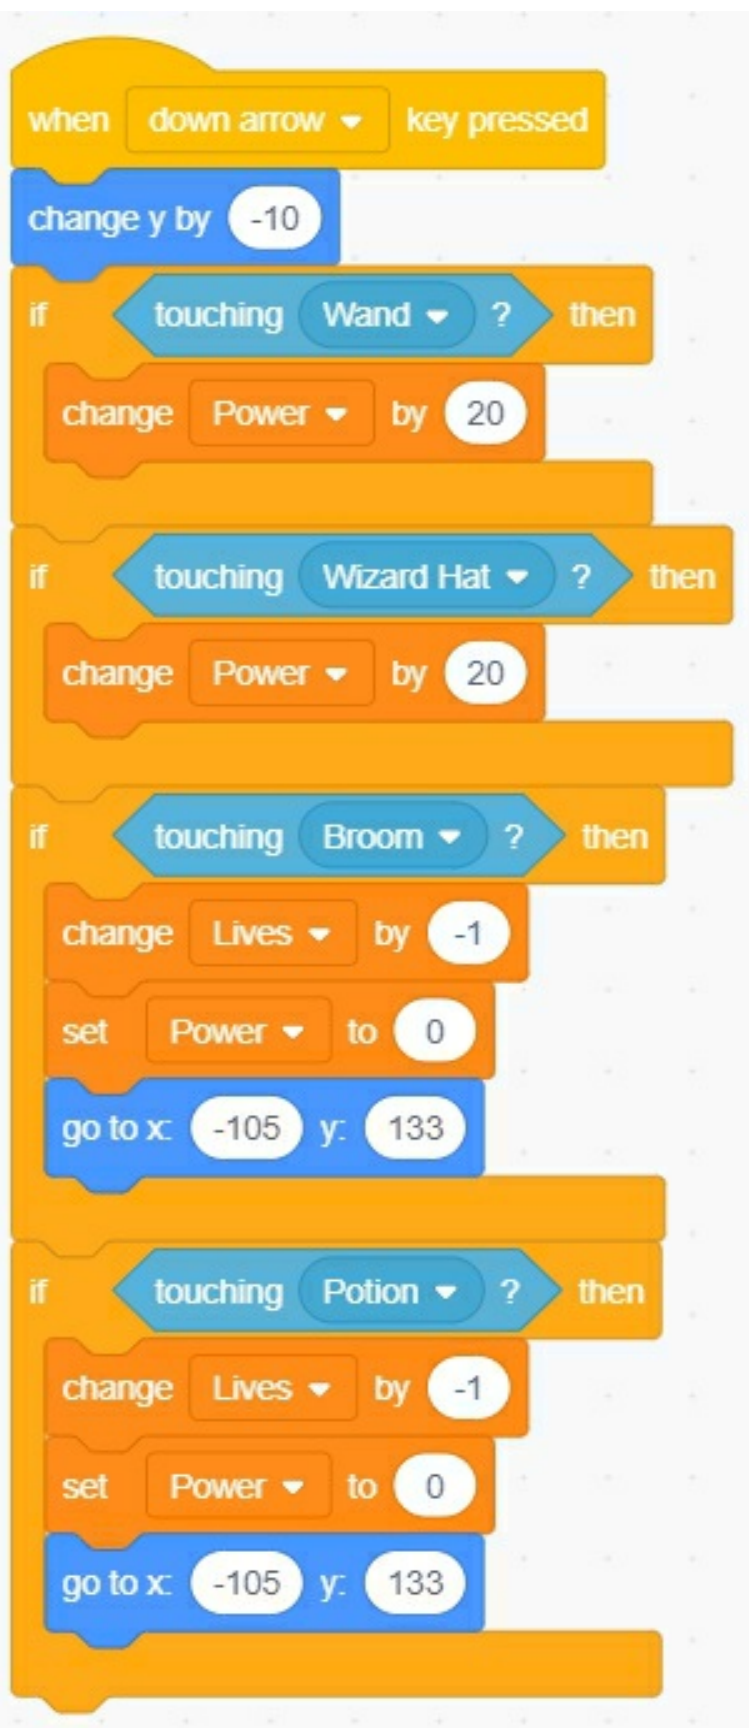 when down arrow key pressed
change y by -10
if touching Wand ? then
change Power by 20
if touching Wizard Hat ? then
change Power by 20
if touching Broom ? then
change Lives by -1
set Power to 0
go to x: -105 y: 133
if touching Potion ? then
change Lives by -1
set Power to 0
go to x: -105 y: 133